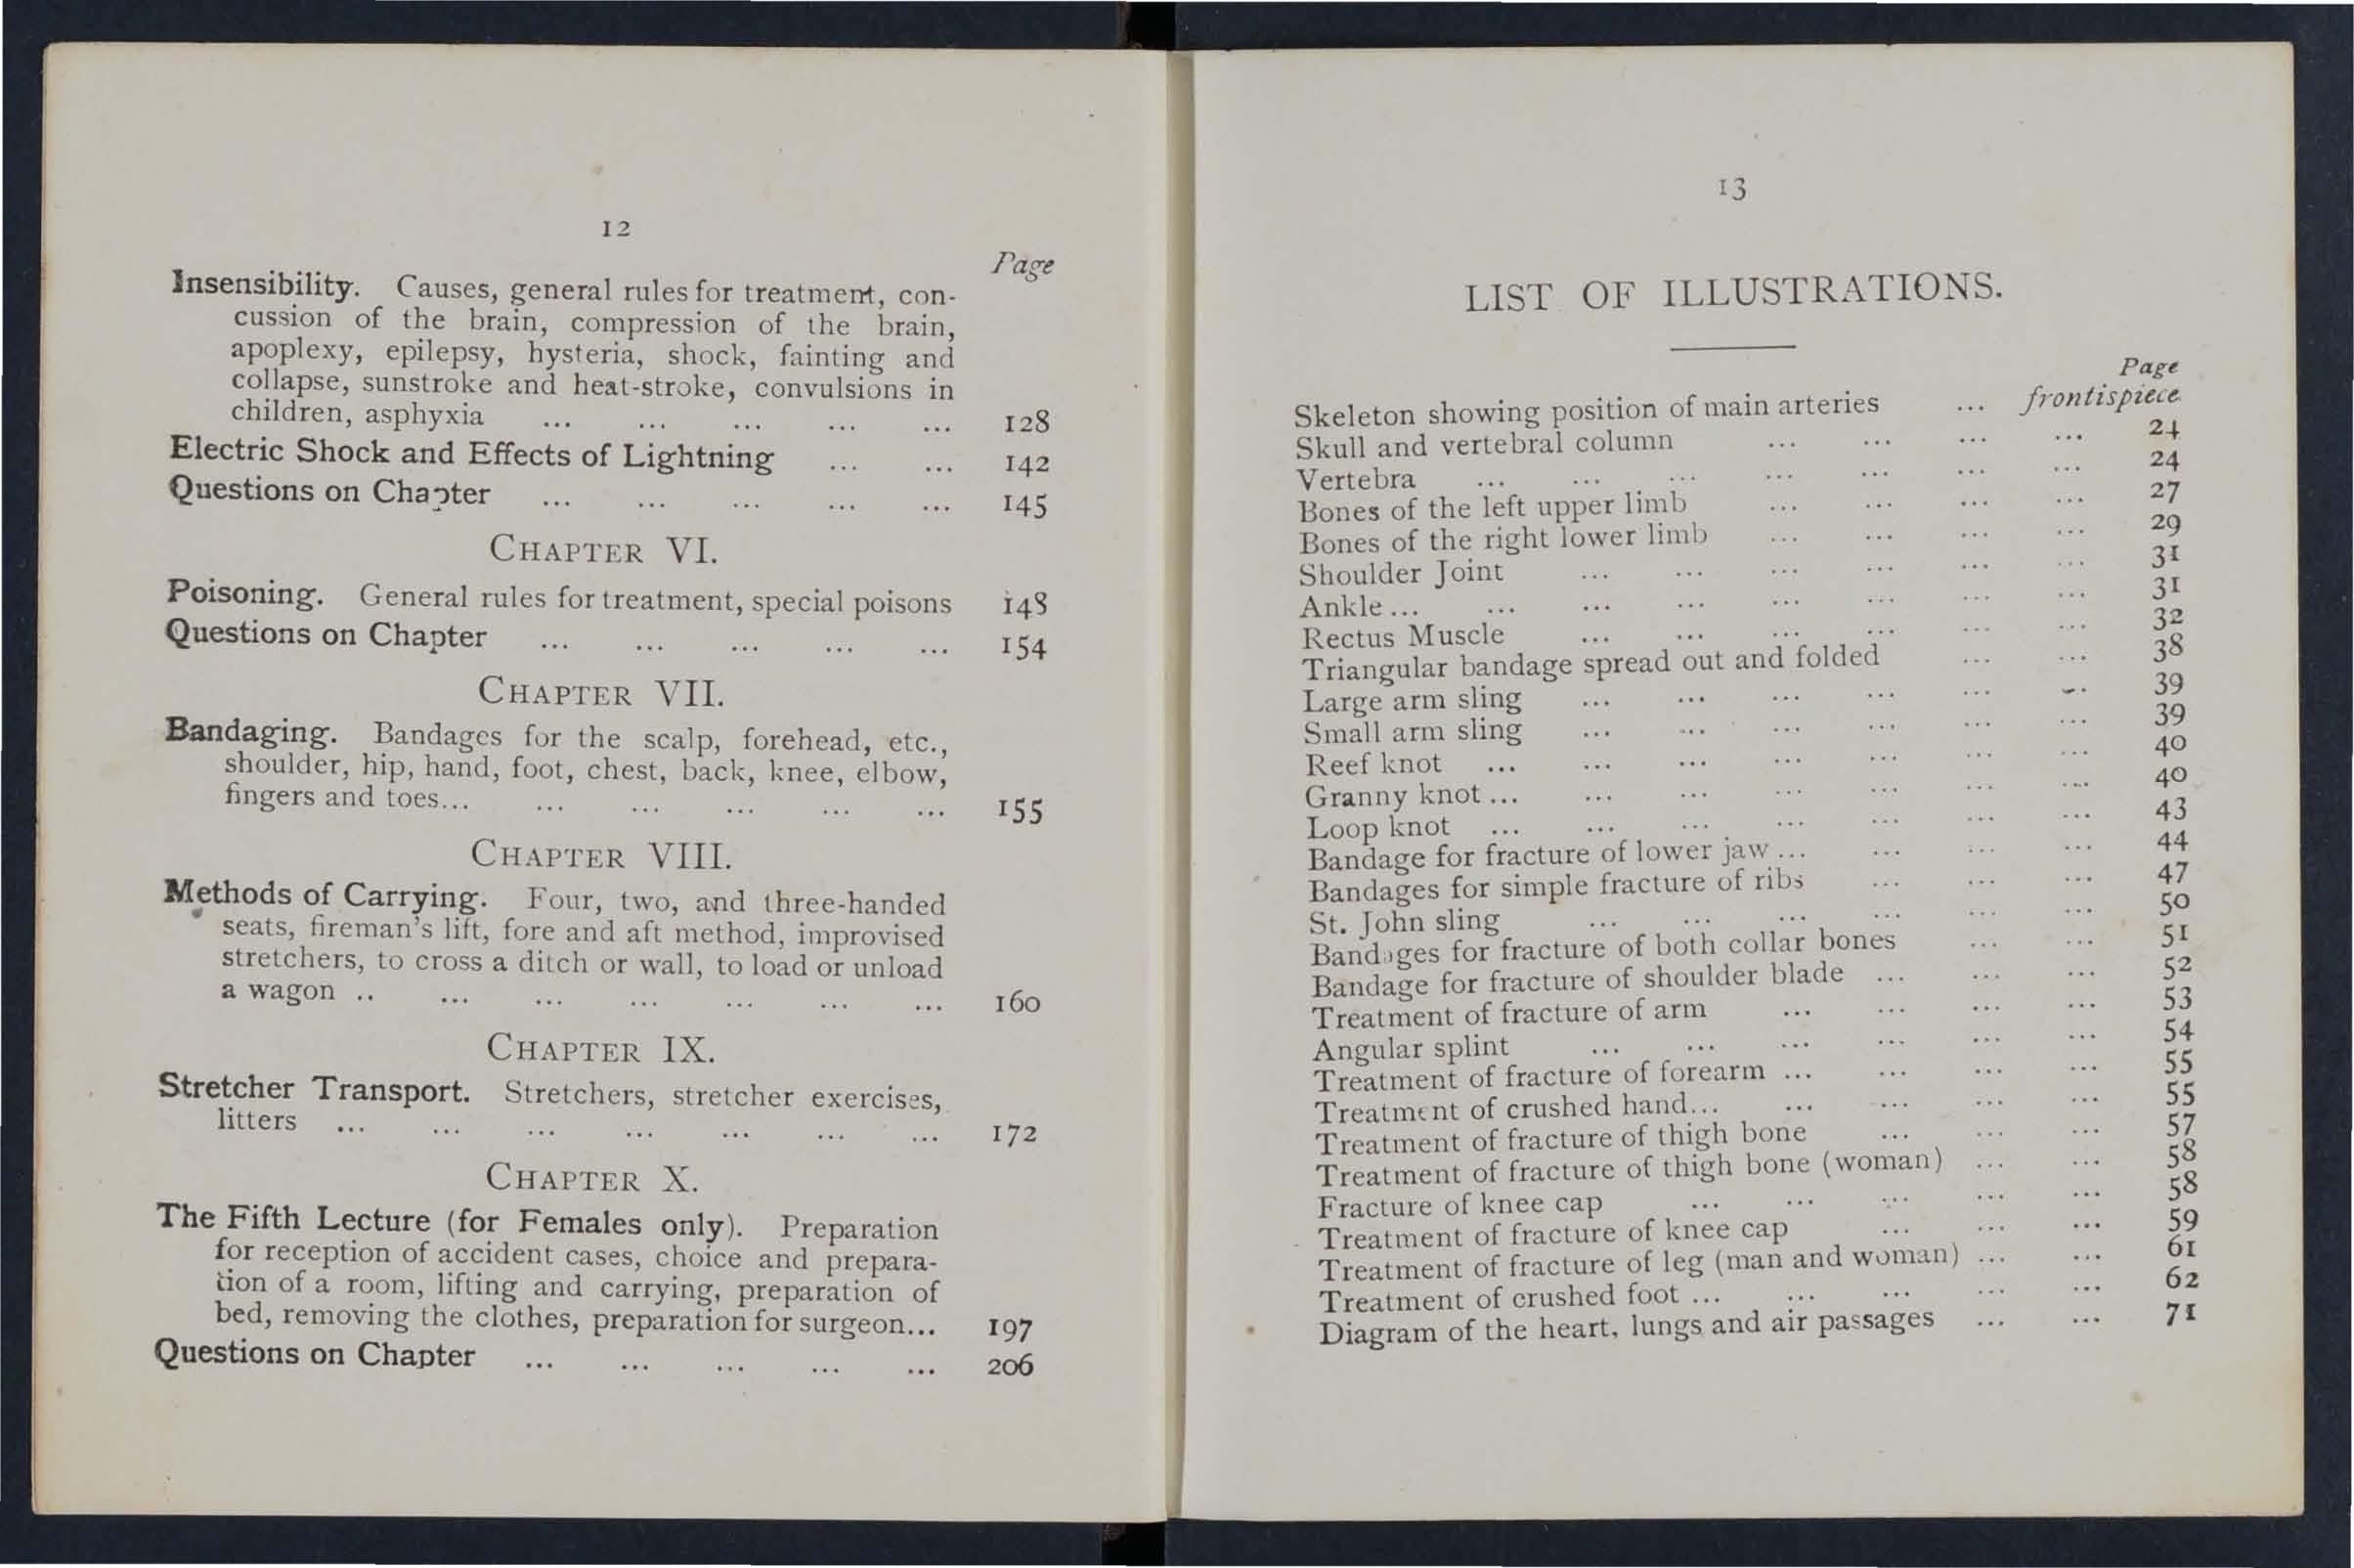 12
Page
Insensibility. Causes, general rules for treatment, con-
cussion of the brain, compression of the brain,
apoplexy, epilepsy, hysteria, shock, fainting and
collapse, sunstroke and heat-stroke, convulsions in
children, asphyxia ... ... ... ... ... 128
Electric Shock and Effects of Lightning ... ... 142
Questions on Chapter ... ... ... ... ... 145
CHAPTER VI.
Poisoning. General rules for treatment, special poisons 148
Questions on Chapter ... ... ... ... ... 154
CHAPTER VII.
Bandaging. Bandages for the scalp, forehead, etc.,
shoulder, hip, hand, foot, chest, back, knee, elbow,
fingers and toes... ... ... ... ... ... 155
CHAPTER VIII.
Methods of Carrying. Four, two, and three-handed
seats, fireman's lift, fore and aft method, improvised
stretchers, to cross a ditch or wall, to load or unload
a wagon .. ... ... ... ... ... ... 160
CHAPTER IX.
Stretcher Transport. Stretchers, stretcher exercises,
litters ... ... ... ... ... ... ... 172
CHAPTER X.
The Fifth Lecture (for Females only). Preparation
for reception of accident cases, choice and prepara-
tion of a room, lifting and carrying, preparation of
bed, removing the clothes, preparation for surgeon... 197
Questions on Chapter ... ... ... ... ... 206
13
LIST OF ILLUSTRATIONS.
Page
Skeleton showing position of main arteries ... frontispiece.
Skull and vertebral column ... ... ... ... 24
Vertebra ... ... ... ... ... ... ... 24
Bones of the left upper limb ... ... ... ... 27
Bones of the right lower limb ... ... ... ... 29
Shoulder Joint ... ... ... ... ... ... 31
Ankle... ... ... ... ... ... ... ... 31
Rectus Muscle ... ... ... ... ... ... 32
Triangular bandage spread out and folded ... ... 38
Large arm sling ... ... ... ... ... ... 39
Small arm sling ... ... ... ... ... ... 39
Reef knot ... ... ... ... ... ... ... 40
Granny knot... ... ... ... ... ... ... 40
Loop knot ... ... ... ... ... ... ... 43
Bandage for fracture of lower jaw ... ... ... ... 44
Bandages for simple fracture of ribs ... ... ... 47
St. John sling ... ... ... ... ... ... 50
Bandages for fracture of both collar bones ... ... 51
Bandage for fracture of shoulder blade ... ... ... 52
Treatment of fracture of arm ... ... ... ... 53
Angular splint ... ... ... ... ... ... 54
Treatment of fracture of forearm ... ... ... ... 55
Treatment of crushed hand... ... ... ... ... 55
Treatment of fracture of thigh bone ... ... ... 57
Treatment of fracture of thigh bone (woman) ... ... 58
Fracture of knee cap ... ... ... ... ... 58
Treatment of fracture of knee cap ... ... ... 59
Treatment of fracture of leg (man and woman) ... ... 61
Treatment of crushed foot ... ... ... ... ... 62
Diagram of the heart, lungs and air passages ... ... 71